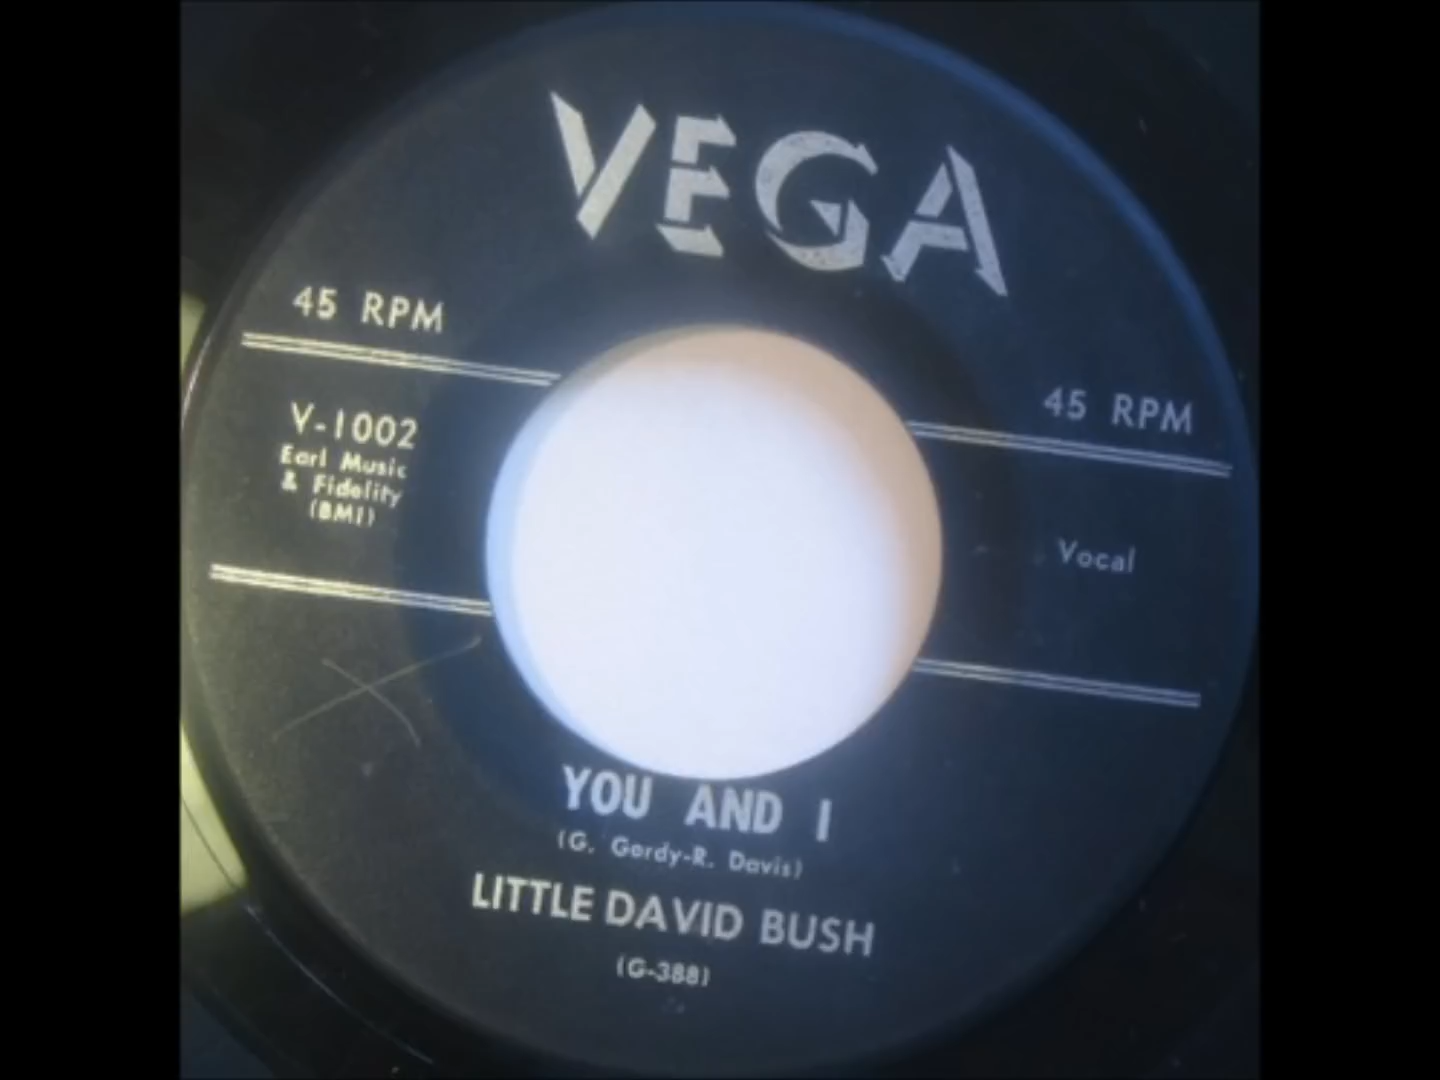 VEGA
45 RPM
45 RPM
V-1002
Earl Music
& Fidelity
(BMI)
Vocal
YOU AND I
(G. Gordy-R. Davis)
LITTLE DAVID BUSH
(G-388)